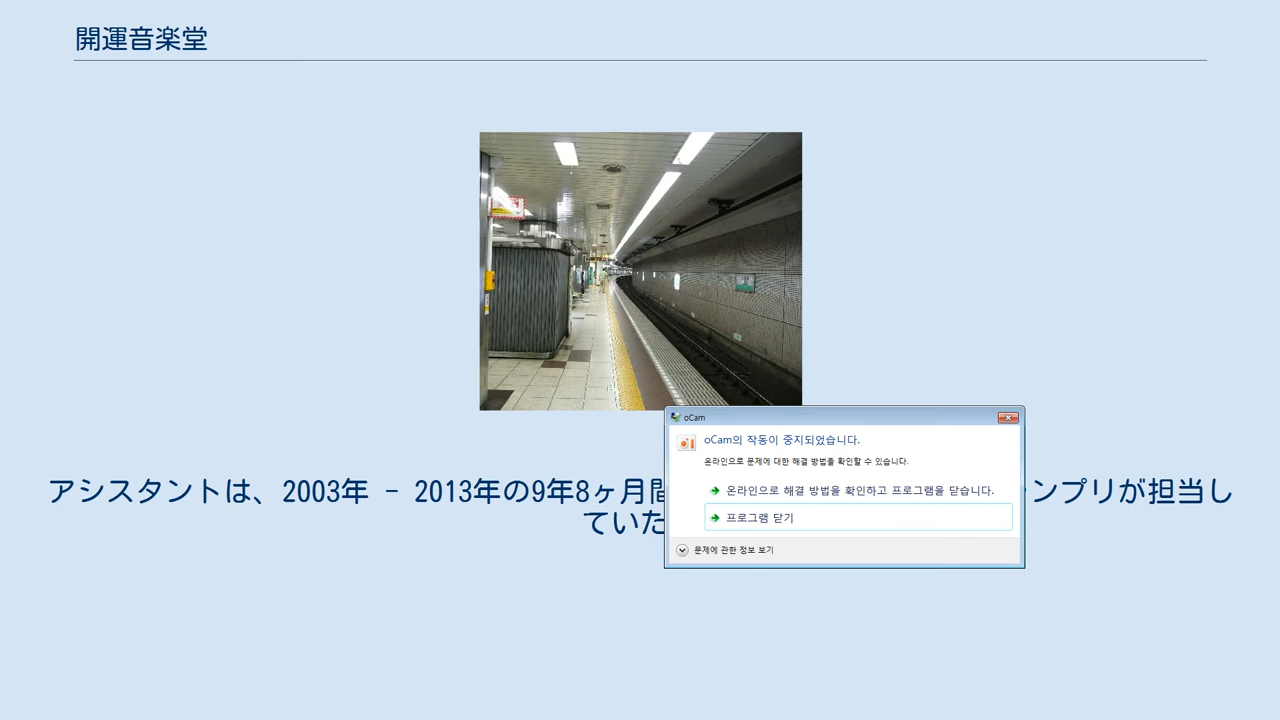 開運音楽堂
アシスタントは、2003年 - 2013年の9年8ヶ月間
ンプリが担当し
ていた
oCam
oCam의 작동이 중지되었습니다.
온라인으로 문제에 대한 해결 방법을 확인할 수 있습니다.
온라인으로 해결 방법을 확인하고 프로그램을 닫습니다.
프로그램 닫기
문제에 관한 정보 보기